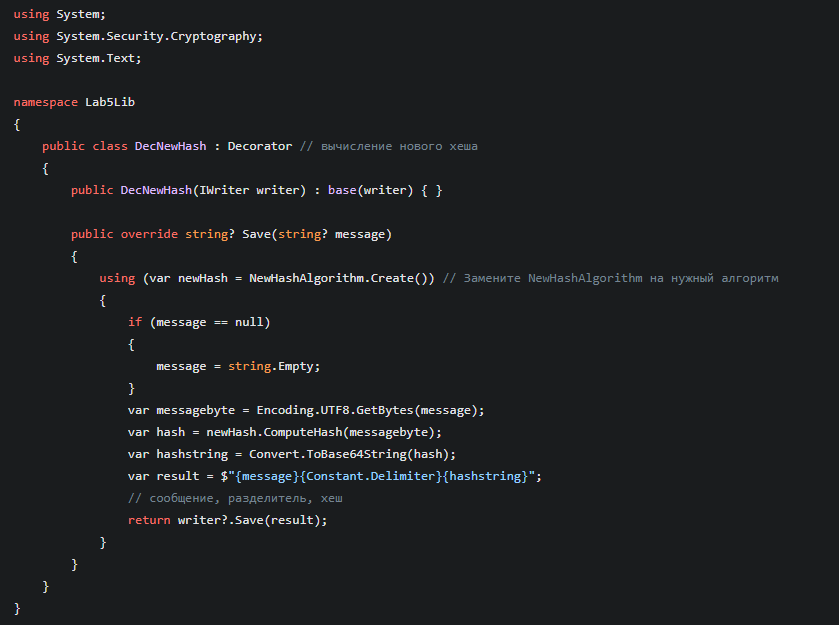 using System;
using System.Security.Cryptography;
using System.Text;

namespace Lab5Lib
{
    public class DecNewHash : Decorator // вычисление нового хеша
    {
        public DecNewHash(IWriter writer) : base(writer) { }

        public override string? Save(string? message)
        {
            using (var newHash = NewHashAlgorithm.Create()) // Замените NewHashAlgorithm на нужный алгоритм
            {
                if (message == null)
                {
                    message = string.Empty;
                }
                var messagebyte = Encoding.UTF8.GetBytes(message);
                var hash = newHash.ComputeHash(messagebyte);
                var hashstring = Convert.ToBase64String(hash);
                var result = $"{message}{Constant.Delimiter}{hashstring}";
                // сообщение, разделитель, хеш
                return writer?.Save(result);
            }
        }
    }
}